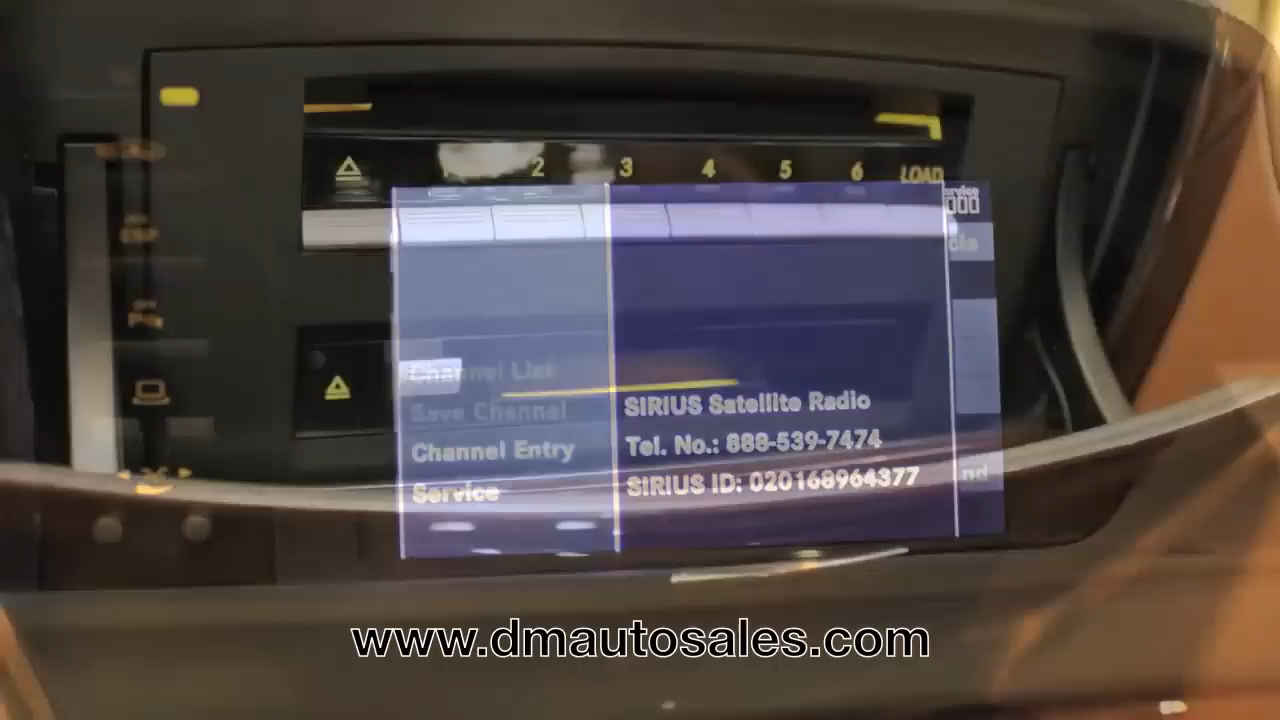 2 3 4 5 6 LOAD
Channel List
Save Channel
Channel Entry
Service
SIRIUS Satellite Radio
Tel. No.: 888-539-7474
SIRIUS ID: 020168964377
nd
www.dmautosales.com